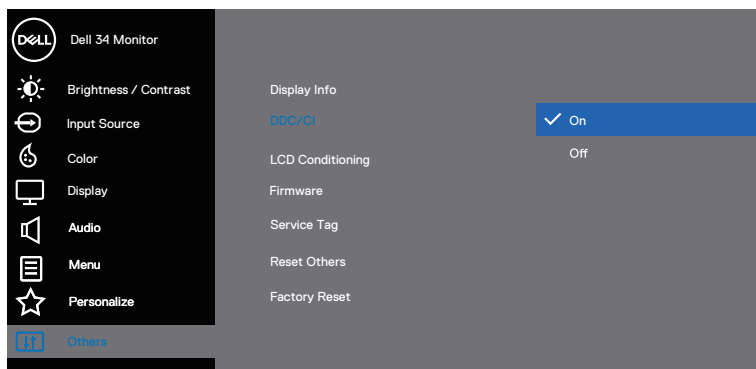 DELL
Dell 34 Monitor
Brightness / Contrast
Input Source
Color
Display
Audio
Menu
Personalize
Others
Display Info
DDC/CI
LCD Conditioning
Firmware
Service Tag
Reset Others
Factory Reset
On
Off